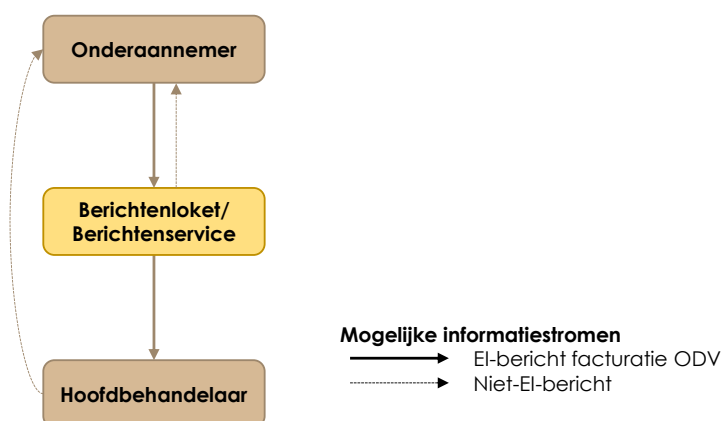 Onderaannemer
Berichtenloket/
Berichtenservice
Hoofdbehandelaar
Mogelijke informatiestromen
EI-bericht facturatie ODV
Niet-EI-bericht